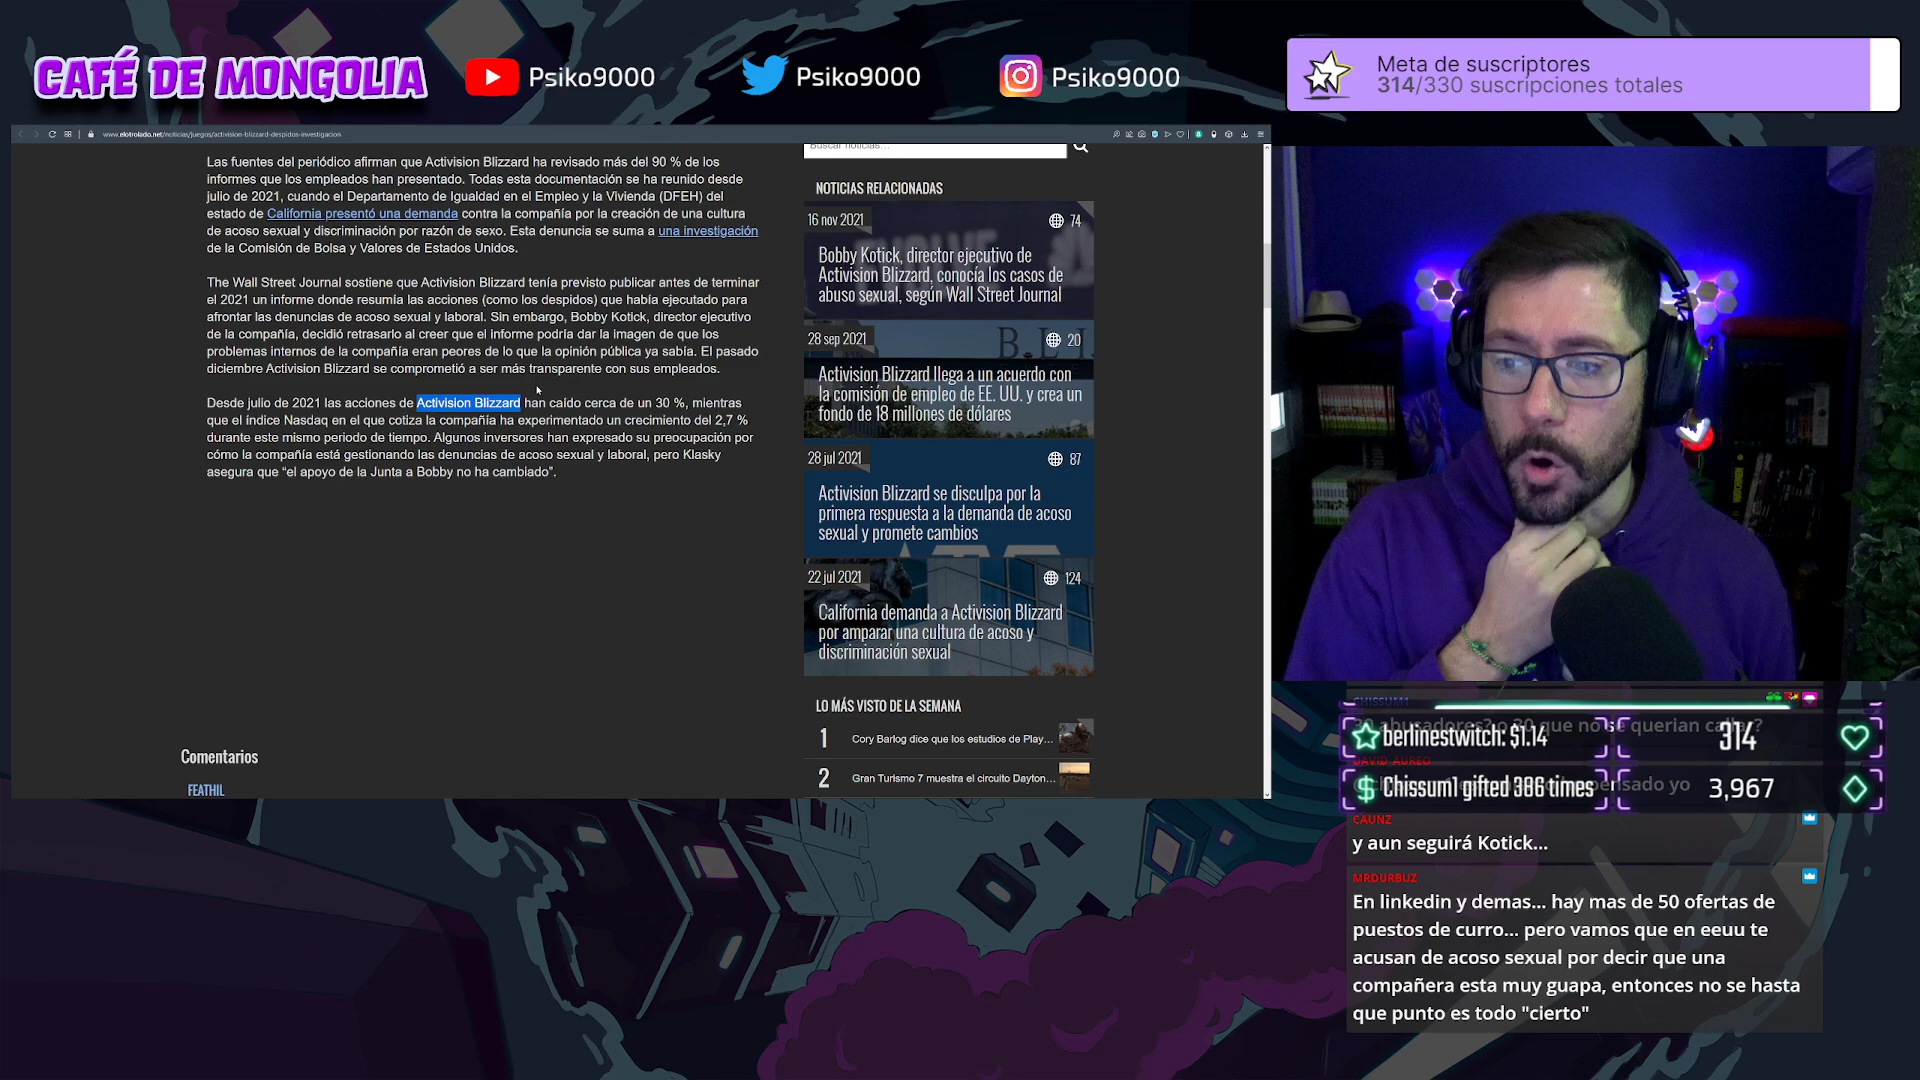 CAFÉ DE MONGOLIA
Psiko9000
Psiko9000
Psiko9000
Meta de suscriptores
314/330 suscripciones totales
www.elotrolado.net/noticias/juegos/activision-blizzard-despidos-investigacion
Las fuentes del periódico afirman que Activision Blizzard ha revisado más del 90 % de los
informes que los empleados han presentado. Todas esta documentación se ha reunido desde
julio de 2021, cuando el Departamento de Igualdad en el Empleo y la Vivienda (DFEH) del
estado de California presentó una demanda contra la compañía por la creación de una cultura
de acoso sexual y discriminación por razón de sexo. Esta denuncia se suma a una investigación
de la Comisión de Bolsa y Valores de Estados Unidos.
The Wall Street Journal sostiene que Activision Blizzard tenía previsto publicar antes de terminar
el 2021 un informe donde resumía las acciones (como los despidos) que había ejecutado para
afrontar las denuncias de acoso sexual y laboral. Sin embargo, Bobby Kotick, director ejecutivo
de la compañía, decidió retrasarlo al creer que el informe podría dar la imagen de que los
problemas internos de la compañía eran peores de lo que la opinión pública ya sabía. El pasado
diciembre Activision Blizzard se comprometió a ser más transparente con sus empleados.
Desde julio de 2021 las acciones de Activision Blizzard han caído cerca de un 30 %, mientras
que el índice Nasdaq en el que cotiza la compañía ha experimentado un crecimiento del 2,7 %
durante este mismo periodo de tiempo. Algunos inversores han expresado su preocupación por
cómo la compañía está gestionando las denuncias de acoso sexual y laboral, pero Klasky
asegura que “el apoyo de la Junta a Bobby no ha cambiado”.
Comentarios
FEATHIL
Buscar noticias...
NOTICIAS RELACIONADAS
16 nov 2021
74
Bobby Kotick, director ejecutivo de
Activision Blizzard, conocía los casos de
abuso sexual, según Wall Street Journal
28 sep 2021
20
Activision Blizzard llega a un acuerdo con
la comisión de empleo de EE. UU. y crea un
fondo de 18 millones de dólares
28 jul 2021
87
Activision Blizzard se disculpa por la
primera respuesta a la demanda de acoso
sexual y promete cambios
22 jul 2021
124
California demanda a Activision Blizzard
por amparar una cultura de acoso y
discriminación sexual
LO MÁS VISTO DE LA SEMANA
1
Cory Barlog dice que los estudios de Play...
2
Gran Turismo 7 muestra el circuito Dayton...
CHISSUM1
30 abusadores? o 30 que no se querian callar?
berlinestwitch: $1.14
314
DAVID_AUREO
Chissum1 gifted 386 times
3,967
CAUNZ
y aun seguirá Kotick...
MRDURBUZ
En linkedin y demas... hay mas de 50 ofertas de
puestos de curro... pero vamos que en eeuu te
acusan de acoso sexual por decir que una
compañera esta muy guapa, entonces no se hasta
que punto es todo "cierto"